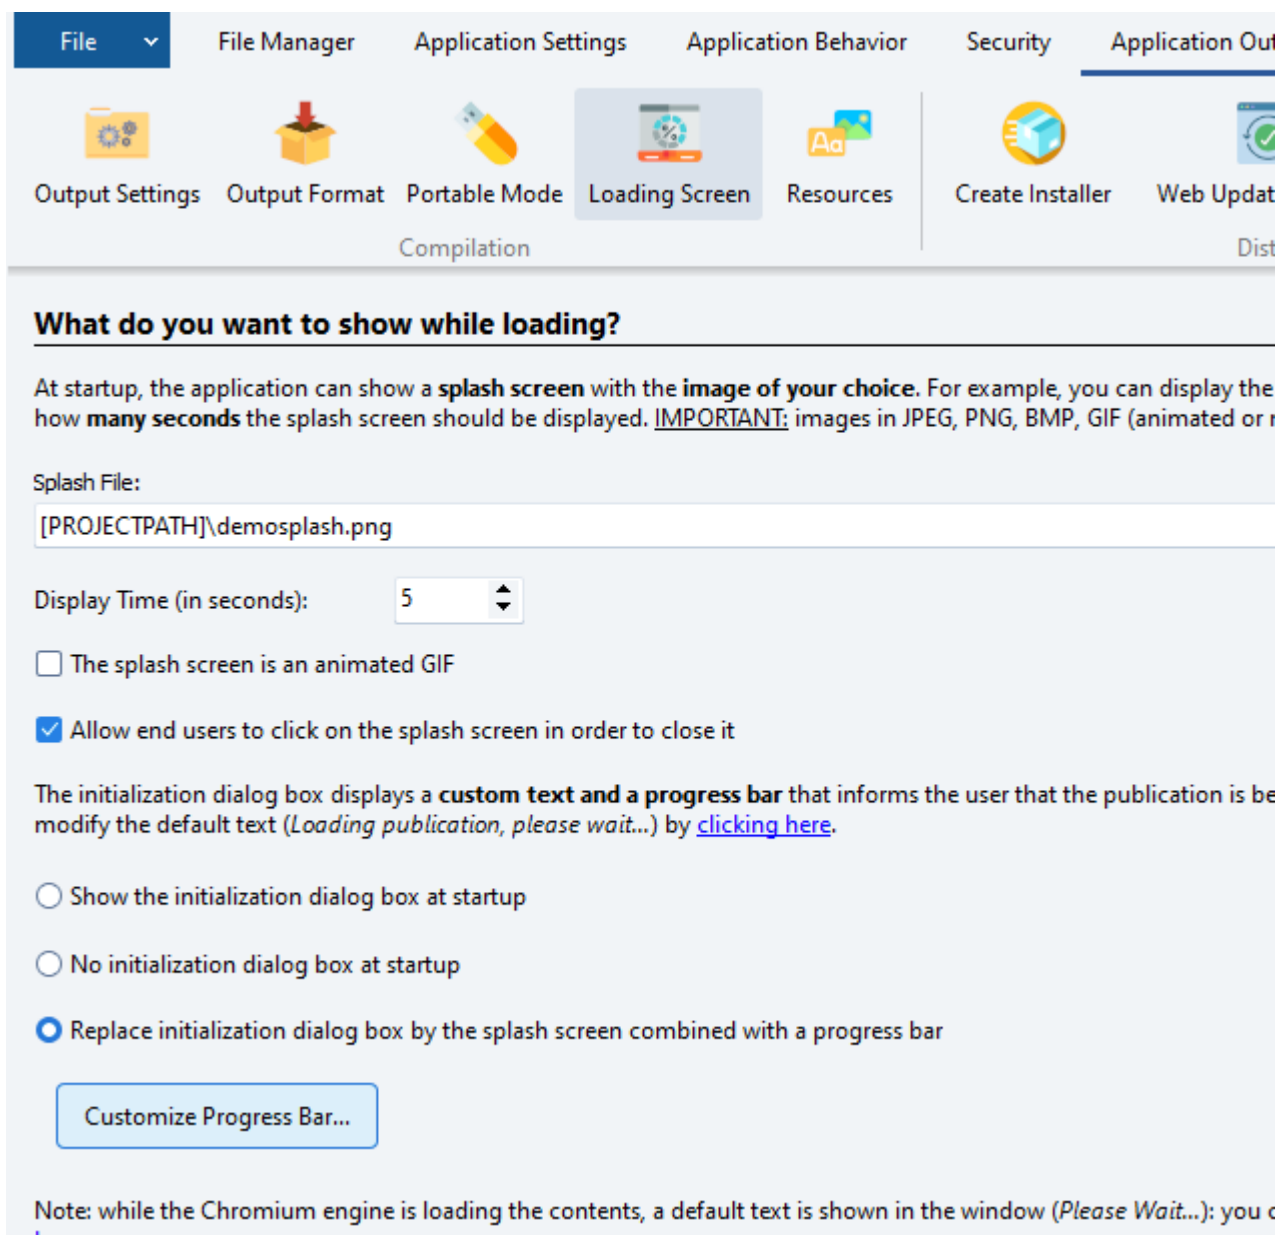 File File Manager Application Settings Application Behavior Security Application Out
Output Settings Output Format Portable Mode Loading Screen Resources Create Installer Web Updat
Compilation Dist
What do you want to show while loading?
At startup, the application can show a splash screen with the image of your choice. For example, you can display the
how many seconds the splash screen should be displayed. IMPORTANT: images in JPEG, PNG, BMP, GIF (animated or
Splash File:
[PROJECTPATH]\demosplash.png
Display Time (in seconds): 5
The splash screen is an animated GIF
Allow end users to click on the splash screen in order to close it
The initialization dialog box displays a custom text and a progress bar that informs the user that the publication is be
modify the default text (Loading publication, please wait...) by clicking here.
Show the initialization dialog box at startup
No initialization dialog box at startup
Replace initialization dialog box by the splash screen combined with a progress bar
Customize Progress Bar...
Note: while the Chromium engine is loading the contents, a default text is shown in the window (Please Wait...): you